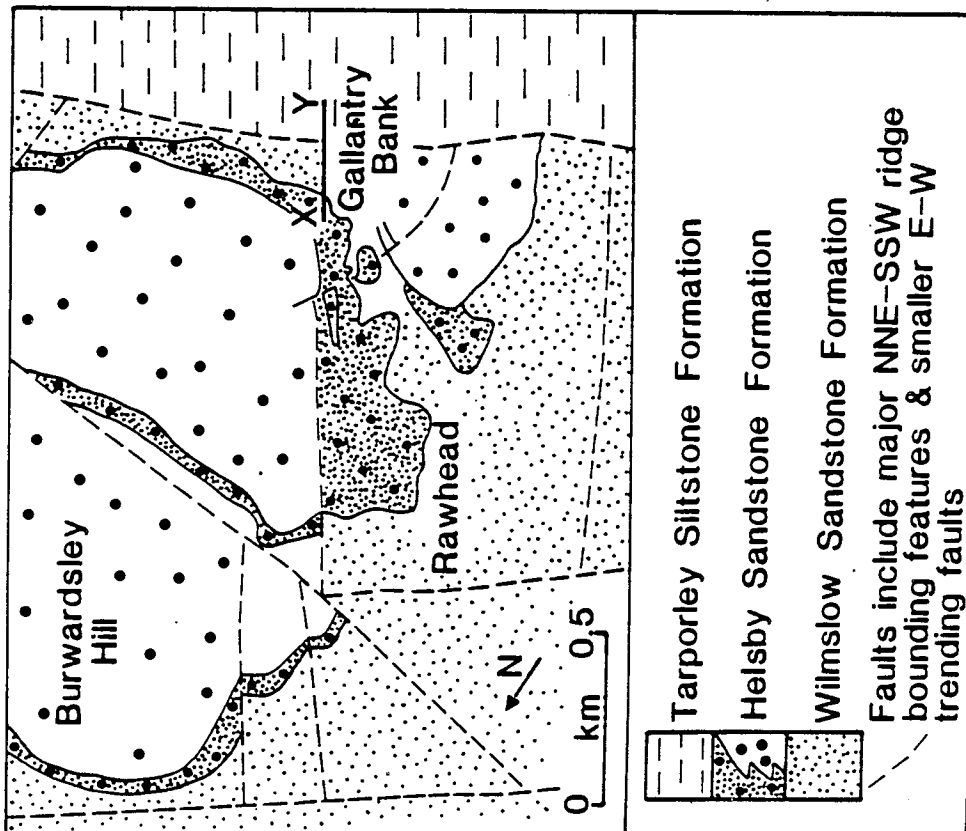 Burwardsley
Hill
X Y
Gallantry
Bank
Rawhead
N
0 0.5
km
Tarporley Siltstone Formation
Helsby Sandstone Formation
Wilmslow Sandstone Formation
Faults include major NNE-SSW ridge
bounding features & smaller E-W
trending faults